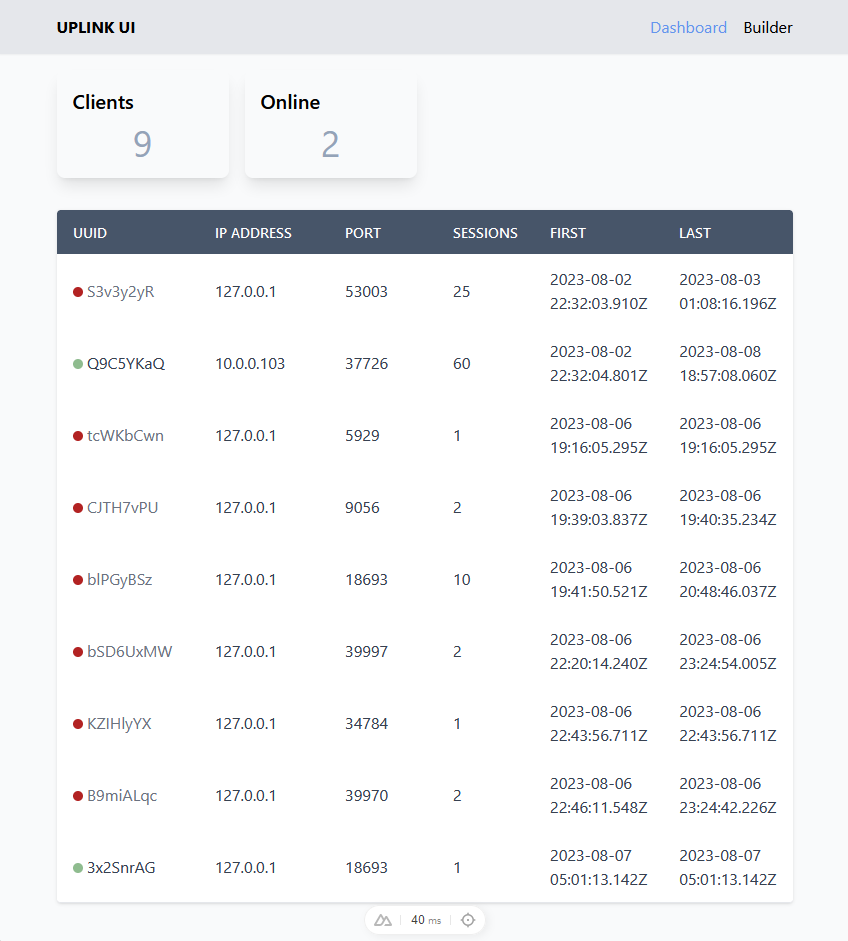 UPLINK UI
Dashboard Builder
Clients
9
Online
2
UUID IP ADDRESS PORT SESSIONS FIRST LAST
S3v3y2yR 127.0.0.1 53003 25 2023-08-02 22:32:03.910Z 2023-08-03 01:08:16.196Z
Q9C5YKaQ 10.0.0.103 37726 60 2023-08-02 22:32:04.801Z 2023-08-08 18:57:08.060Z
tcWKbCwn 127.0.0.1 5929 1 2023-08-06 19:16:05.295Z 2023-08-06 19:16:05.295Z
CJTH7vPU 127.0.0.1 9056 2 2023-08-06 19:39:03.837Z 2023-08-06 19:40:35.234Z
blPGyBSz 127.0.0.1 18693 10 2023-08-06 19:41:50.521Z 2023-08-06 20:48:46.037Z
bSD6UxMW 127.0.0.1 39997 2 2023-08-06 22:20:14.240Z 2023-08-06 23:24:54.005Z
KZIHlyYX 127.0.0.1 34784 1 2023-08-06 22:43:56.711Z 2023-08-06 22:43:56.711Z
B9miALqc 127.0.0.1 39970 2 2023-08-06 22:46:11.548Z 2023-08-06 23:24:42.226Z
3x2SnrAG 127.0.0.1 18693 1 2023-08-07 05:01:13.142Z 2023-08-07 05:01:13.142Z
40 ms